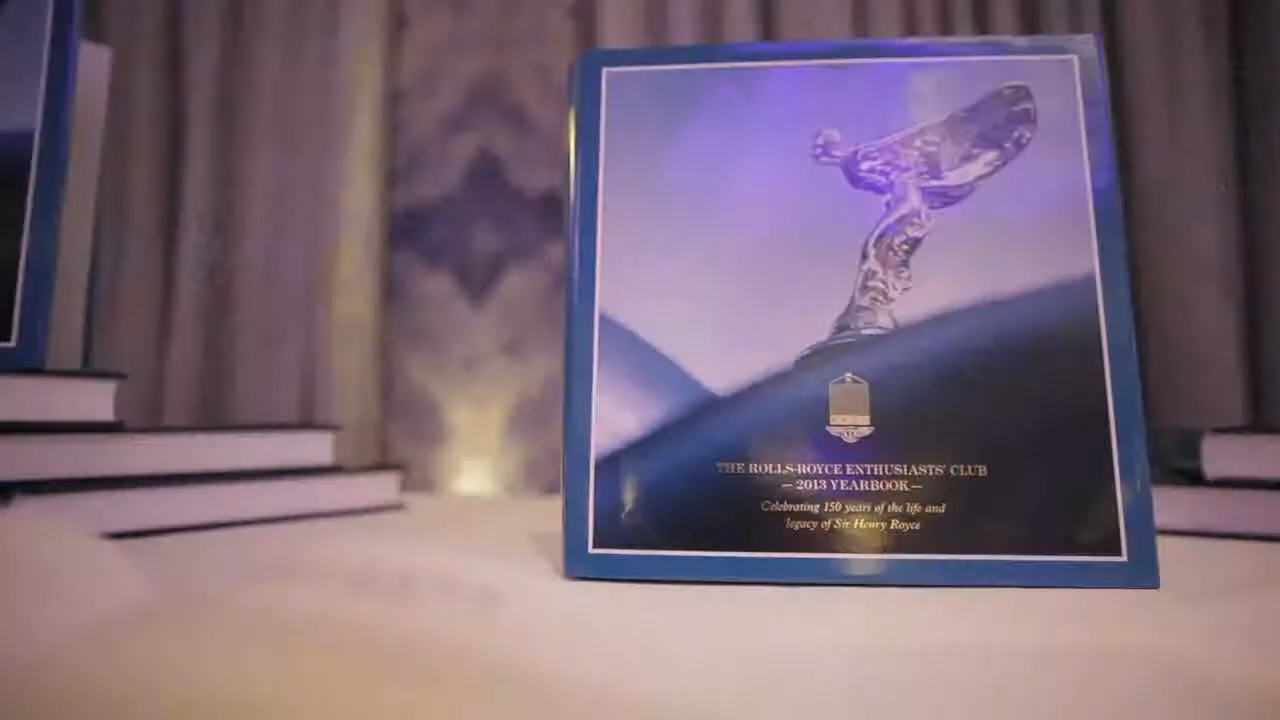 THE ROLLS-ROYCE ENTHUSIASTS' CLUB
— 2013 YEARBOOK —
Celebrating 150 years of the life and
legacy of Sir Henry Royce